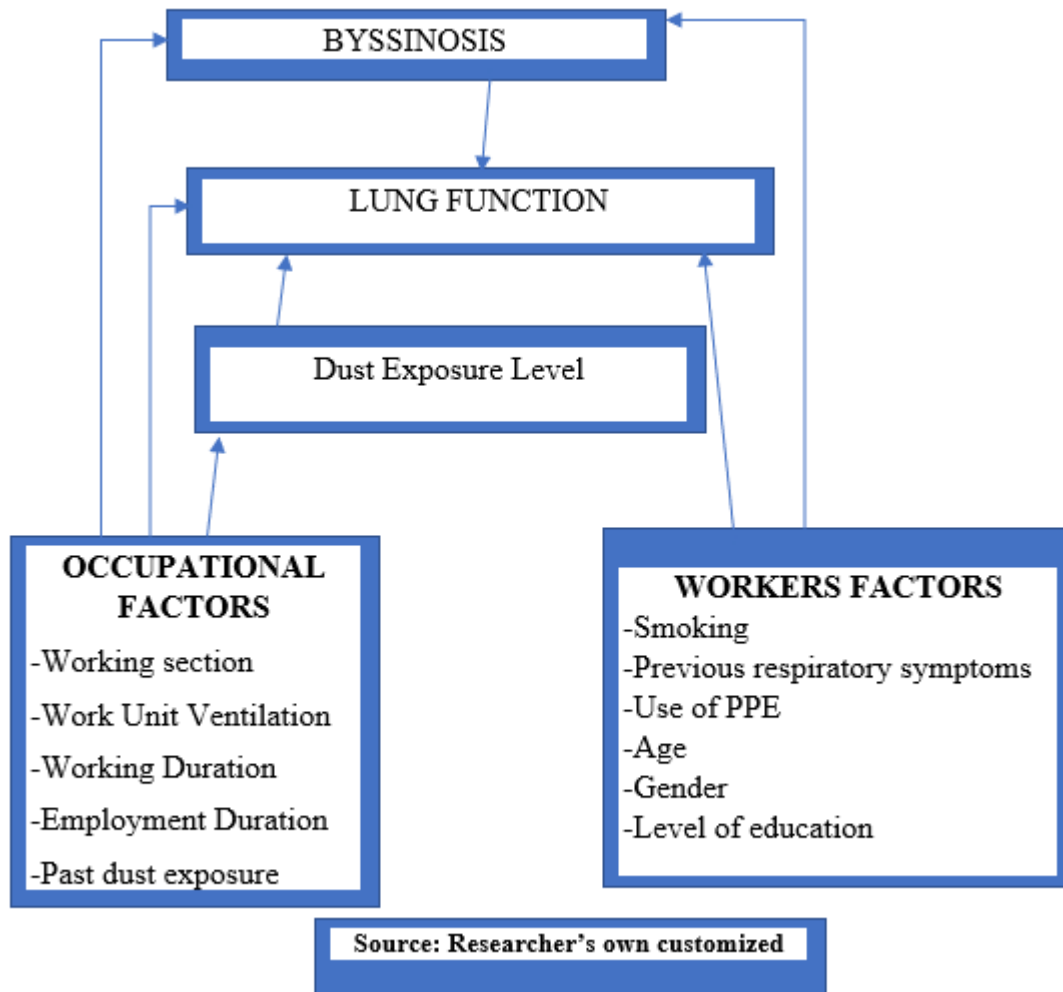 BYSSINOSIS
LUNG FUNCTION
Dust Exposure Level
OCCUPATIONAL
FACTORS
-Working section
-Work Unit Ventilation
-Working Duration
-Employment Duration
-Past dust exposure
WORKERS FACTORS
-Smoking
-Previous respiratory symptoms
-Use of PPE
-Age
-Gender
-Level of education
Source: Researcher’s own customized